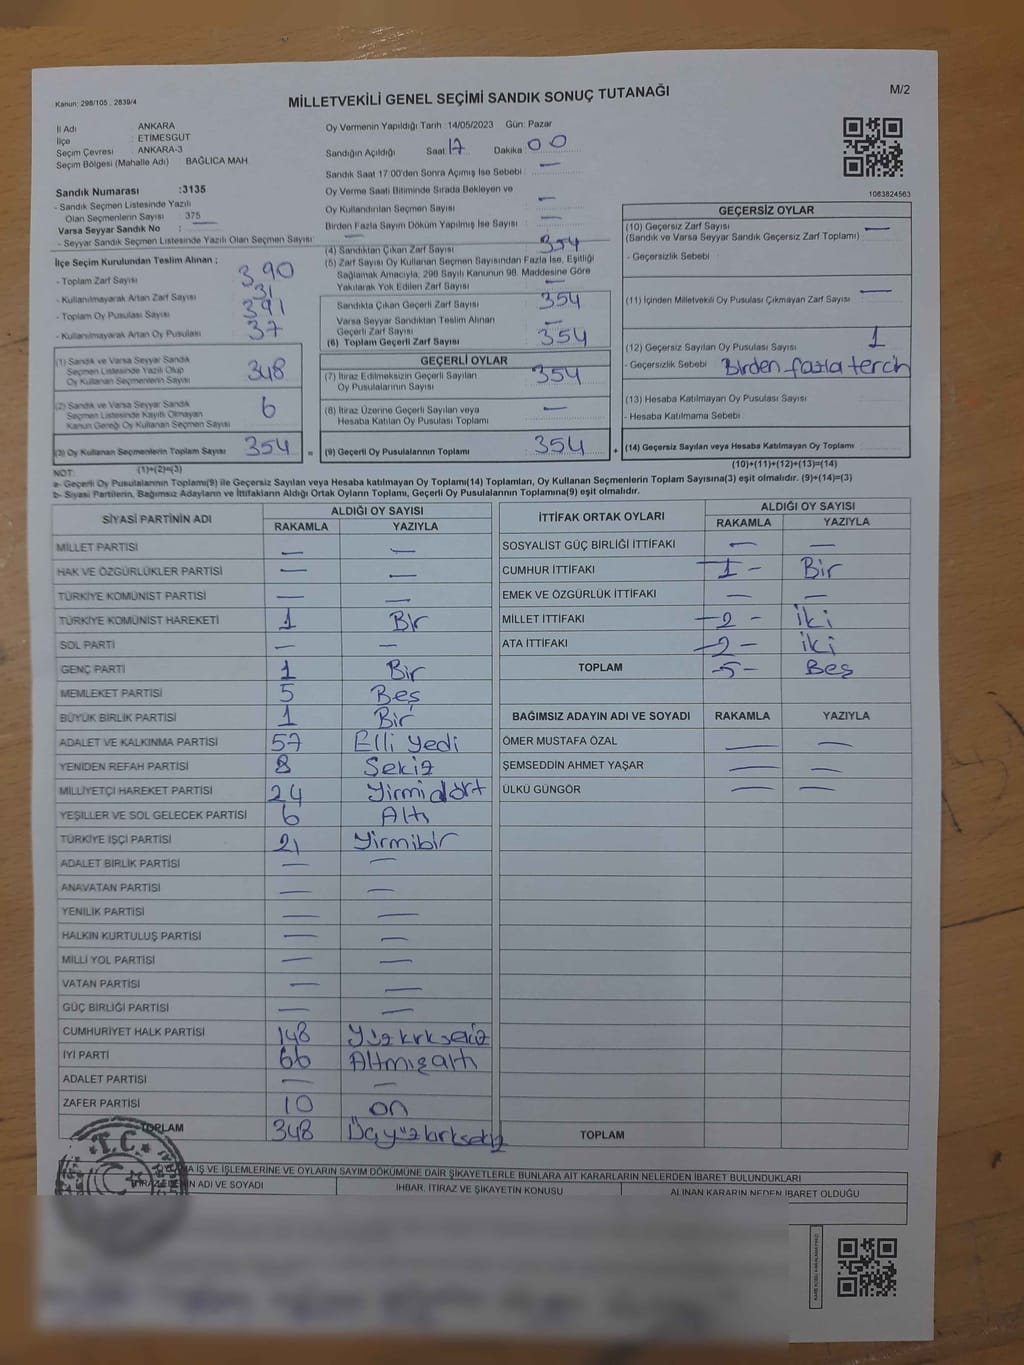 Kanun: 298/105 , 2839/4
MİLLETVEKİLİ GENEL SEÇİMİ SANDIK SONUÇ TUTANAĞI
M/2
İl Adı : ANKARA
İlçe : ETİMESGUT
Seçim Çevresi : ANKARA-3
Seçim Bölgesi (Mahalle Adı) : BAĞLICA MAH.
Sandık Numarası :3135
- Sandık Seçmen Listesinde Yazılı
Olan Seçmenlerin Sayısı : 375
Varsa Seyyar Sandık No : —
- Seyyar Sandık Seçmen Listesinde Yazılı Olan Seçmen Sayısı : —
İlçe Seçim Kurulundan Teslim Alınan ;
- Toplam Zarf Sayısı 390
- Kullanılmayarak Artan Zarf Sayısı 31
- Toplam Oy Pusulası Sayısı 391
- Kullanılmayarak Artan Oy Pusulası 37
(1) Sandık ve Varsa Seyyar Sandık
Seçmen Listesinde Yazılı Olup
Oy Kullanan Seçmenlerin Sayısı 348
(2) Sandık ve Varsa Seyyar Sandık
Seçmen Listesinde Kayıtlı Olmayan
Kanun Gereği Oy Kullanan Seçmen Sayısı 6
(3) Oy Kullanan Seçmenlerin Toplam Sayısı 354 =
(1)+(2)=(3)
Oy Vermenin Yapıldığı Tarih :14/05/2023 Gün: Pazar
Sandığın Açıldığı Saat: 17 Dakika : 00
Sandık Saat 17:00'den Sonra Açımış İse Sebebi : —
Oy Verme Saati Bitiminde Sırada Bekleyen ve
Oy Kullandırılan Seçmen Sayısı : —
Birden Fazla Sayım Döküm Yapılmış İse Sayısı : —
(4) Sandıktan Çıkan Zarf Sayısı 354
(5) Zarf Sayısı Oy Kullanan Seçmen Sayısından Fazla İse, Eşitliği
Sağlamak Amacıyla, 298 Sayılı Kanunun 98. Maddesine Göre
Yakılarak Yok Edilen Zarf Sayısı —
Sandıkta Çıkan Geçerli Zarf Sayısı 354
Varsa Seyyar Sandıktan Teslim Alınan
Geçerli Zarf Sayısı —
(6) Toplam Geçerli Zarf Sayısı 354
GEÇERLİ OYLAR
(7) İtiraz Edilmeksizin Geçerli Sayılan
Oy Pusulalarının Sayısı 354
(8) İtiraz Üzerine Geçerli Sayılan veya
Hesaba Katılan Oy Pusulası Toplamı —
(9) Geçerli Oy Pusulalarının Toplamı 354 +
1083824563
GEÇERSİZ OYLAR
(10) Geçersiz Zarf Sayısı —
(Sandık ve Varsa Seyyar Sandık Geçersiz Zarf Toplamı)
- Geçersizlik Sebebi
(11) İçinden Milletvekili Oy Pusulası Çıkmayan Zarf Sayısı —
(12) Geçersiz Sayılan Oy Pusulası Sayısı 1
- Geçersizlik Sebebi Birden fazla tercih
(13) Hesaba Katılmayan Oy Pusulası Sayısı
- Hesaba Katılmama Sebebi
(14) Geçersiz Sayılan veya Hesaba Katılmayan Oy Toplamı
(10)+(11)+(12)+(13)=(14)
NOT:
a- Geçerli Oy Pusulalarının Toplamı(9) ile Geçersiz Sayılan veya Hesaba katılmayan Oy Toplamı(14) Toplamları, Oy Kullanan Seçmenlerin Toplam Sayısına(3) eşit olmalıdır. (9)+(14)=(3)
b- Siyasi Partilerin, Bağımsız Adayların ve İttifakların Aldığı Ortak Oyların Toplamı, Geçerli Oy Pusulalarının Toplamına(9) eşit olmalıdır.
SİYASİ PARTİNİN ADI ALDIĞI OY SAYISI
RAKAMLA YAZIYLA
MİLLET PARTİSİ — —
HAK VE ÖZGÜRLÜKLER PARTİSİ — —
TÜRKİYE KOMÜNİST PARTİSİ — —
TÜRKİYE KOMÜNİST HAREKETİ 1 Bir
SOL PARTİ — —
GENÇ PARTİ 1 Bir
MEMLEKET PARTİSİ 5 Beş
BÜYÜK BİRLİK PARTİSİ 1 Bir
ADALET VE KALKINMA PARTİSİ 57 Elli yedi
YENİDEN REFAH PARTİSİ 8 Sekiz
MİLLİYETÇİ HAREKET PARTİSİ 24 Yirmi dört
YEŞİLLER VE SOL GELECEK PARTİSİ 6 Altı
TÜRKİYE İŞÇİ PARTİSİ 21 Yirmibir
ADALET BİRLİK PARTİSİ — —
ANAVATAN PARTİSİ — —
YENİLİK PARTİSİ — —
HALKIN KURTULUŞ PARTİSİ — —
MİLLİ YOL PARTİSİ — —
VATAN PARTİSİ — —
GÜÇ BİRLİĞİ PARTİSİ — —
CUMHURİYET HALK PARTİSİ 148 Yüz kırk sekiz
İYİ PARTİ 66 Altmışaltı
ADALET PARTİSİ — —
ZAFER PARTİSİ 10 on
TOPLAM 348 Üçyüzkırksekiz
İTTİFAK ORTAK OYLARI ALDIĞI OY SAYISI
RAKAMLA YAZIYLA
SOSYALİST GÜÇ BİRLİĞİ İTTİFAKI — —
CUMHUR İTTİFAKI -1- Bir
EMEK VE ÖZGÜRLÜK İTTİFAKI — —
MİLLET İTTİFAKI -2- İki
ATA İTTİFAKI -2- İki
TOPLAM -5- Beş
BAĞIMSIZ ADAYIN ADI VE SOYADI RAKAMLA YAZIYLA
ÖMER MUSTAFA ÖZAL — —
ŞEMSEDDİN AHMET YAŞAR — —
ÜLKÜ GÜNGÖR — —
TOPLAM
T.C.
İŞ VE İŞLEMLERİNE VE OYLARIN SAYIM DÖKÜMÜNE DAİR ŞİKAYETLERLE BUNLARA AİT KARARLARIN NELERDEN İBARET BULUNDUKLARI
İTİRAZ EDENİN ADI VE SOYADI İHBAR, İTİRAZ VE ŞİKAYETİN KONUSU ALINAN KARARIN NEDEN İBARET OLDUĞU